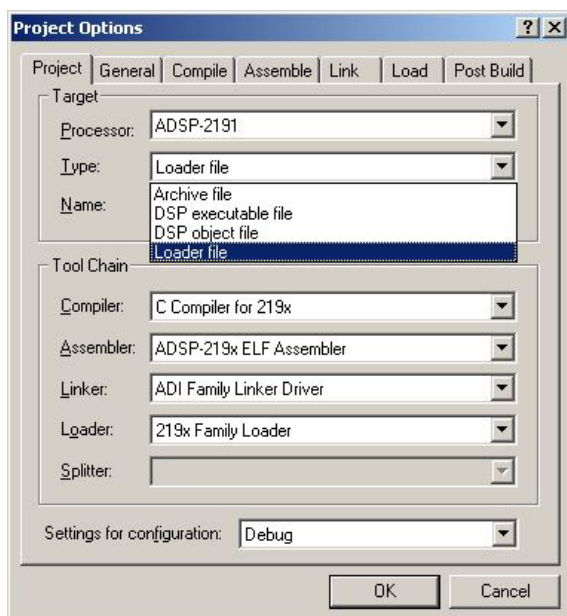 Project Options
Project General Compile Assemble Link Load Post Build
Target
Processor: ADSP-2191
Type: Loader file
Name:
Archive file
DSP executable file
DSP object file
Loader file
Tool Chain
Compiler: C Compiler for 219x
Assembler: ADSP-219x ELF Assembler
Linker: ADI Family Linker Driver
Loader: 219x Family Loader
Splitter:
Settings for configuration: Debug
OK Cancel